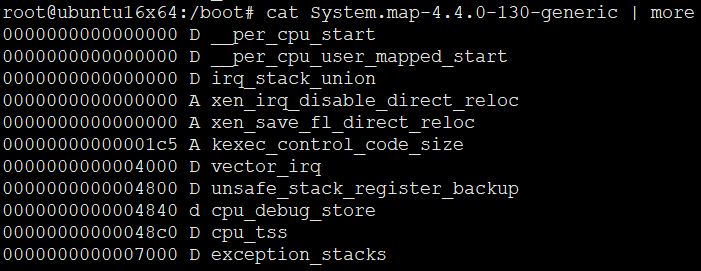 root@ubuntu16x64:/boot# cat System.map-4.4.0-130-generic | more
0000000000000000 D __per_cpu_start
0000000000000000 D __per_cpu_user_mapped_start
0000000000000000 D irq_stack_union
0000000000000000 A xen_irq_disable_direct_reloc
0000000000000000 A xen_save_fl_direct_reloc
00000000000001c5 A kexec_control_code_size
0000000000004000 D vector_irq
0000000000004800 D unsafe_stack_register_backup
0000000000004840 d cpu_debug_store
00000000000048c0 D cpu_tss
0000000000007000 D exception_stacks